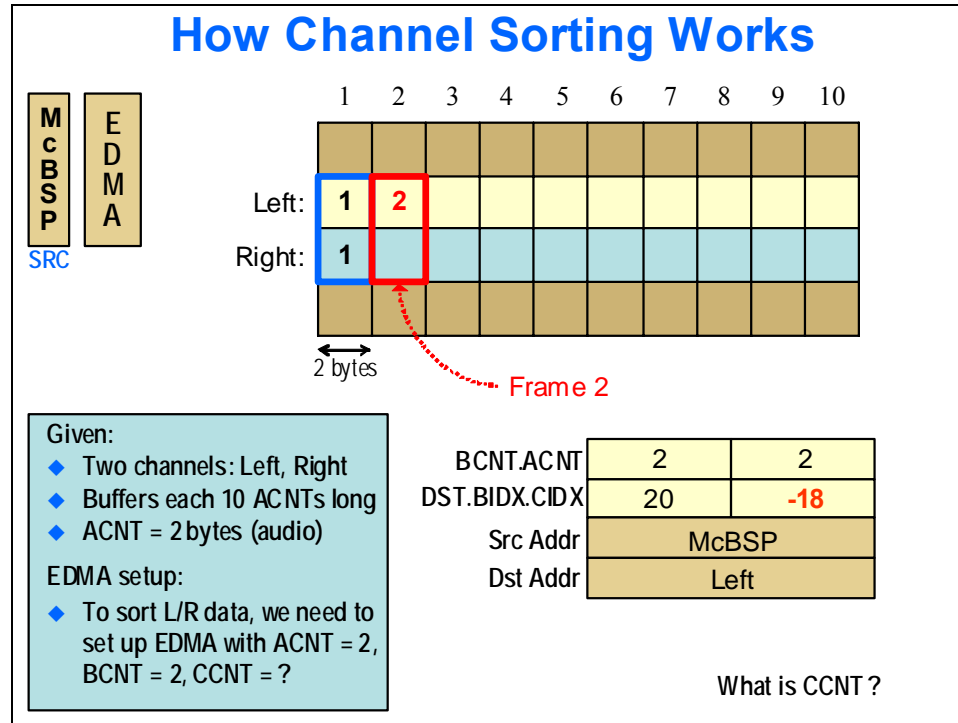 How Channel Sorting Works
McBSP
EDMA
SRC
1 2 3 4 5 6 7 8 9 10
Left: 1 2
Right: 1
2 bytes
Frame 2
Given:
◆ Two channels: Left, Right
◆ Buffers each 10 ACNTs long
◆ ACNT = 2 bytes (audio)
EDMA setup:
◆ To sort L/R data, we need to
set up EDMA with ACNT = 2,
BCNT = 2, CCNT = ?
BCNT.ACNT 2 2
DST.BIDX.CIDX 20 -18
Src Addr McBSP
Dst Addr Left
What is CCNT ?